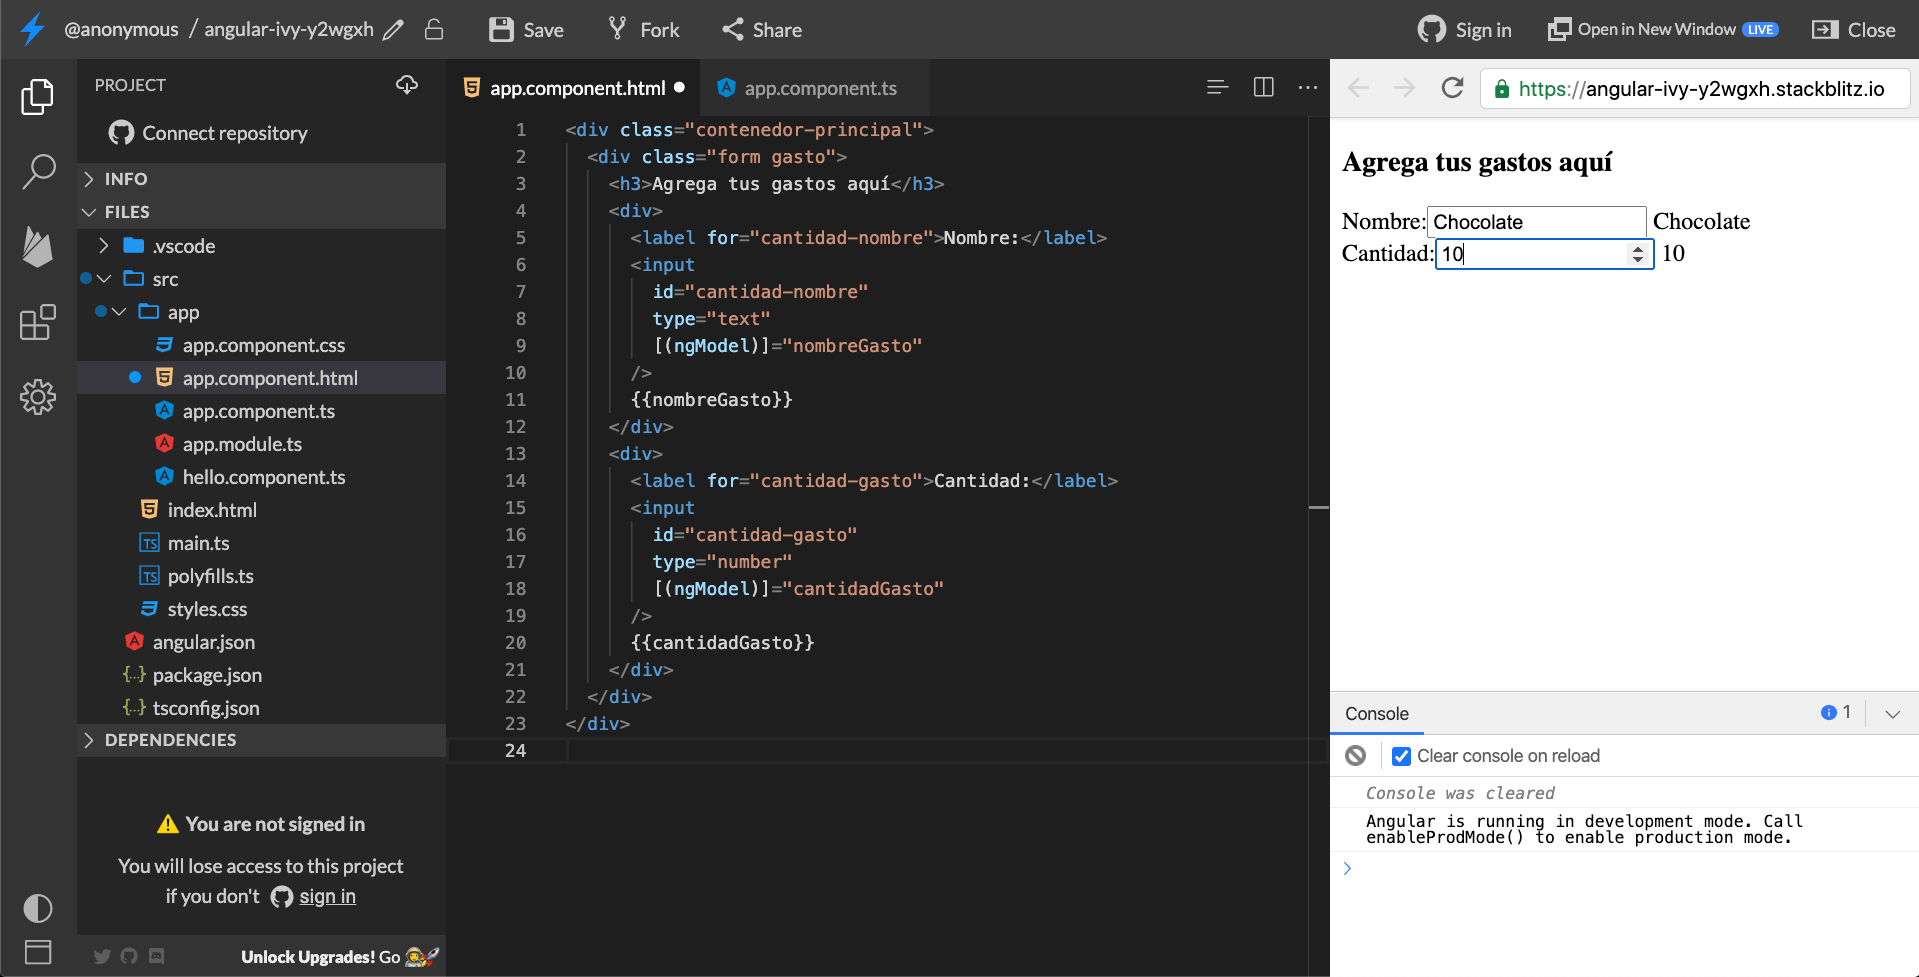 @anonymous / angular-ivy-y2wgxh
Save
Fork
Share
Sign in
Open in New Window LIVE
Close
PROJECT
Connect repository
INFO
FILES
.vscode
src
app
app.component.css
app.component.html
app.component.ts
app.module.ts
hello.component.ts
index.html
TS main.ts
TS polyfills.ts
styles.css
angular.json
{..} package.json
{..} tsconfig.json
DEPENDENCIES
You are not signed in
You will lose access to this project
if you don't sign in
Unlock Upgrades! Go
app.component.html
app.component.ts
1 <div class="contenedor-principal">
2 <div class="form gasto">
3 <h3>Agrega tus gastos aquí</h3>
4 <div>
5 <label for="cantidad-nombre">Nombre:</label>
6 <input
7 id="cantidad-nombre"
8 type="text"
9 [(ngModel)]="nombreGasto"
10 />
11 {{nombreGasto}}
12 </div>
13 <div>
14 <label for="cantidad-gasto">Cantidad:</label>
15 <input
16 id="cantidad-gasto"
17 type="number"
18 [(ngModel)]="cantidadGasto"
19 />
20 {{cantidadGasto}}
21 </div>
22 </div>
23 </div>
24
https://angular-ivy-y2wgxh.stackblitz.io
Agrega tus gastos aquí
Nombre: Chocolate Chocolate
Cantidad: 10 10
Console
1
Clear console on reload
Console was cleared
Angular is running in development mode. Call
enableProdMode() to enable production mode.